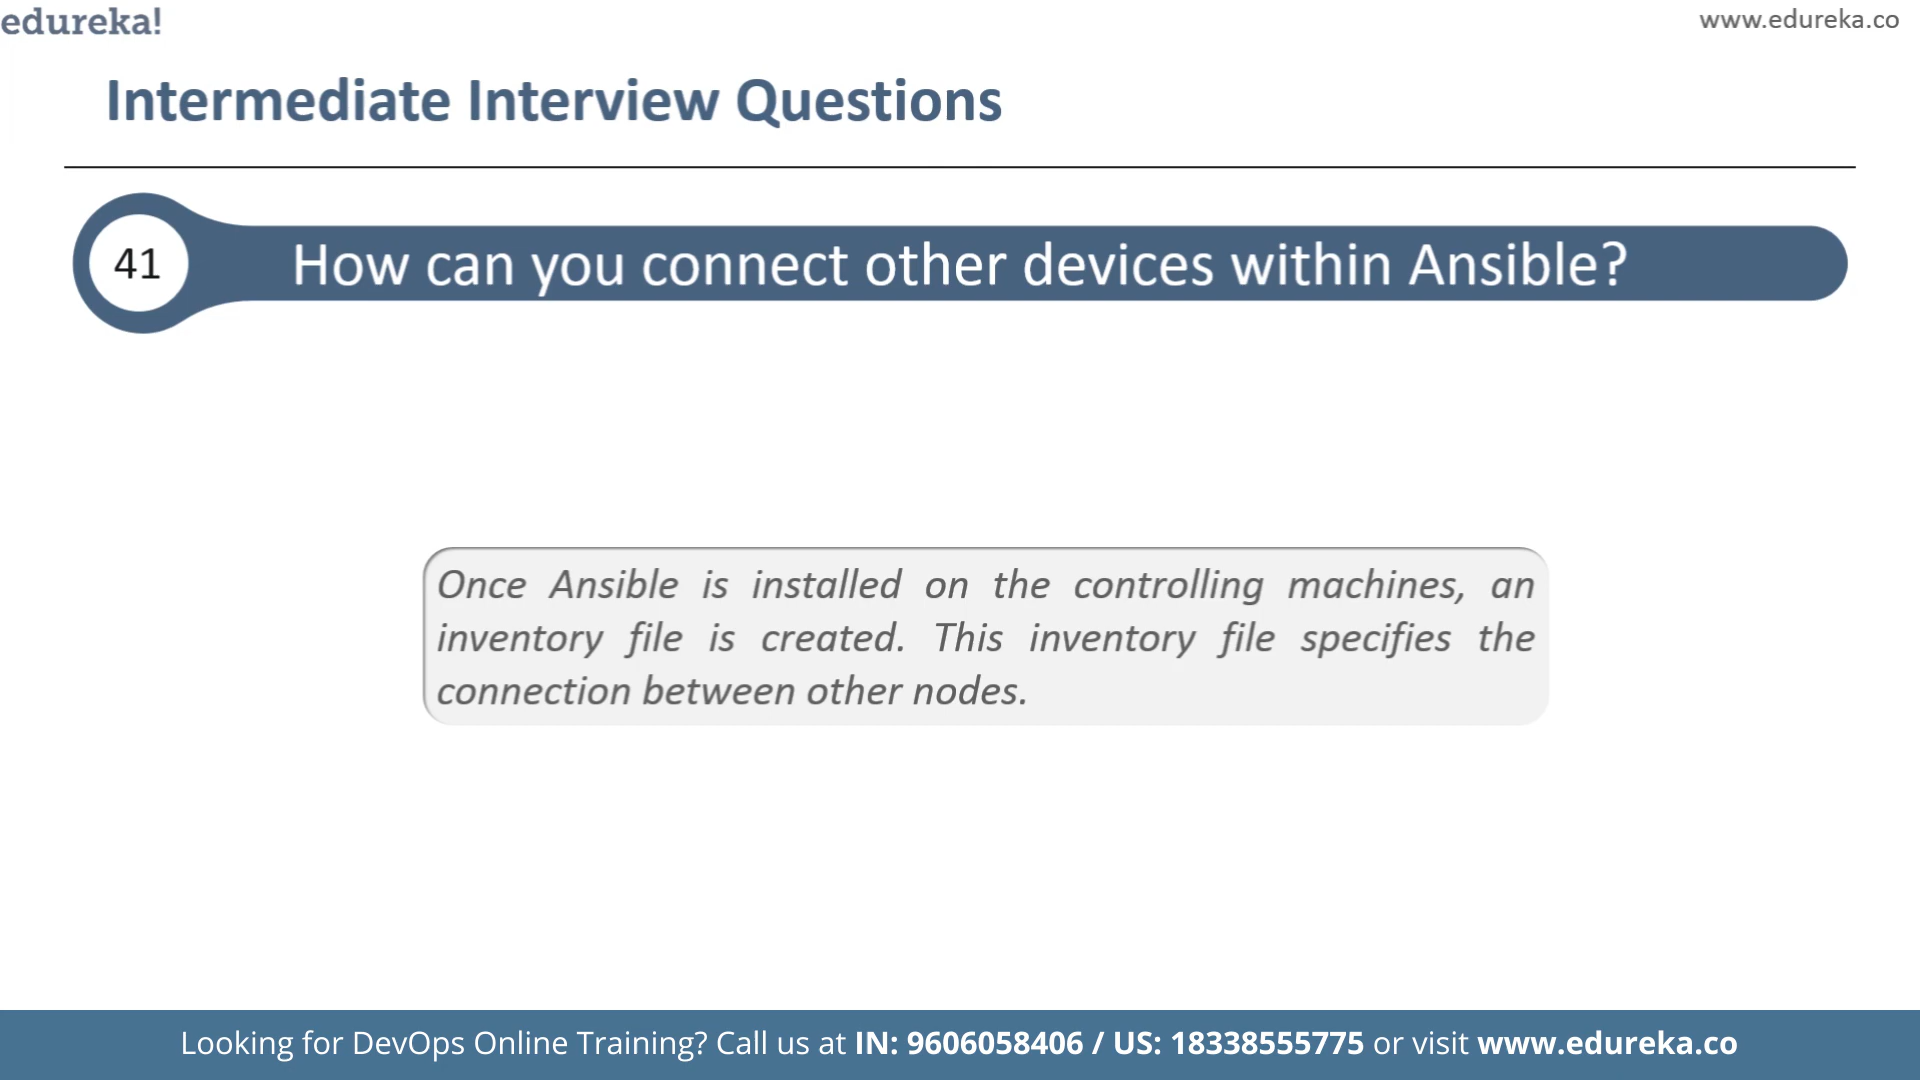 edureka!
www.edureka.co
Intermediate Interview Questions
41
How can you connect other devices within Ansible?
Once Ansible is installed on the controlling machines, an
inventory file is created. This inventory file specifies the
connection between other nodes.
Looking for DevOps Online Training? Call us at IN: 9606058406 / US: 18338555775 or visit www.edureka.co